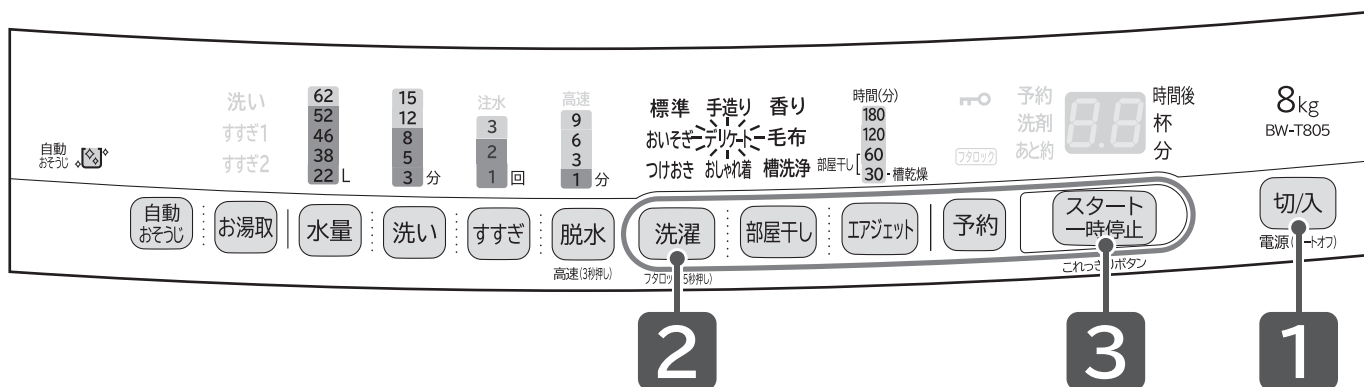 自動
おそうじ
洗い
すすぎ1
すすぎ2
62
52
46
38
22 L
15
12
8
5
3 分
注水
3
2
1 回
高速
9
6
3
1 分
標準 手造り 香り
おいそぎ デリケート 毛布
つけおき おしゃれ着 槽洗浄
時間(分)
180
120
部屋干し 60
30-槽乾燥
予約
洗剤
フタロック あと約
8.8
時間後
杯
分
8kg
BW-T805
自動
おそうじ
お湯取
水量
洗い
すすぎ
脱水
高速(3秒押し)
洗濯
部屋干し
エアジェット
予約
スタート
一時停止
切/入
2
3
1